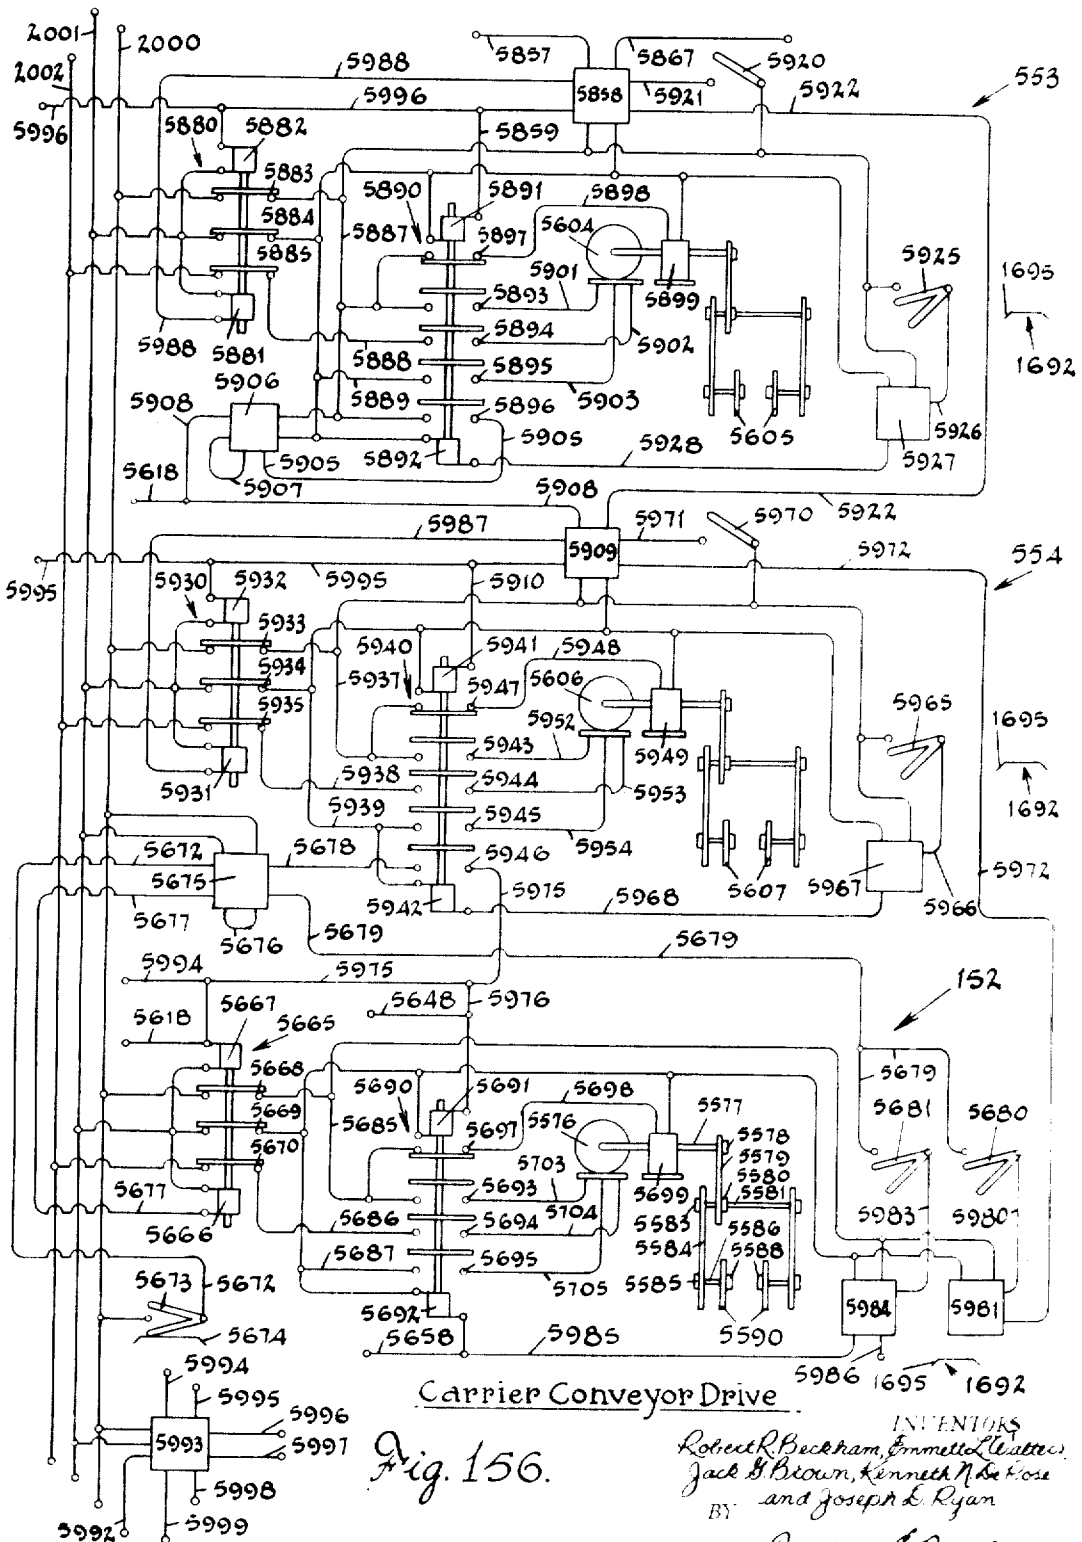 2001 2000 5857 5867 5920
2002 5988 5921 5922 553
5996 5996 5858
5880 5882 5859
5883 5890 5891 5898
5884 5887 5897 5604 5925 1695
5885 5901 5899
5893
5894 5902 1692
5988 5881 5888 5895
5906 5889 5903 5605 5926
5908 5896 5905 5927
5892 5928
5905 5907
5618 5908 5922
5987 5971 5970
5909 5972 554
5995 5995 5910
5930 5932
5933 5940 5941 5948
5934 5937 5947 5606 5965 1695
5935 5952 5949
5943
5931 5938 5944 5953 1692
5939 5945
5672 5678 5954 5607
5675 5946 5967 5972
5677 5676 5942 5975 5968 5966
5679 5679
5994 5975 152
5648 5976
5618 5667 5665
5668 5690 5691 5698 5577 5679
5669 5685 5697 5576 5578 5681 5680
5670 5579
5693 5703 5580
5677 5699 5581
5666 5686 5694 5704 5583 5586 5983 5980
5687 5695 5584 5588
5673 5672 5705 5585
5692 5984 5981
5674 5658 5985 5590
5994 5986 1695 1692
5995 Carrier Conveyor Drive
5996 INVENTORS
5993 5997 Robert R. Beckham, Emmette L. Walters,
Fig. 156. Jack G. Brown, Kenneth N. De Rose
5998 BY and Joseph L. Ryan
5992 5999